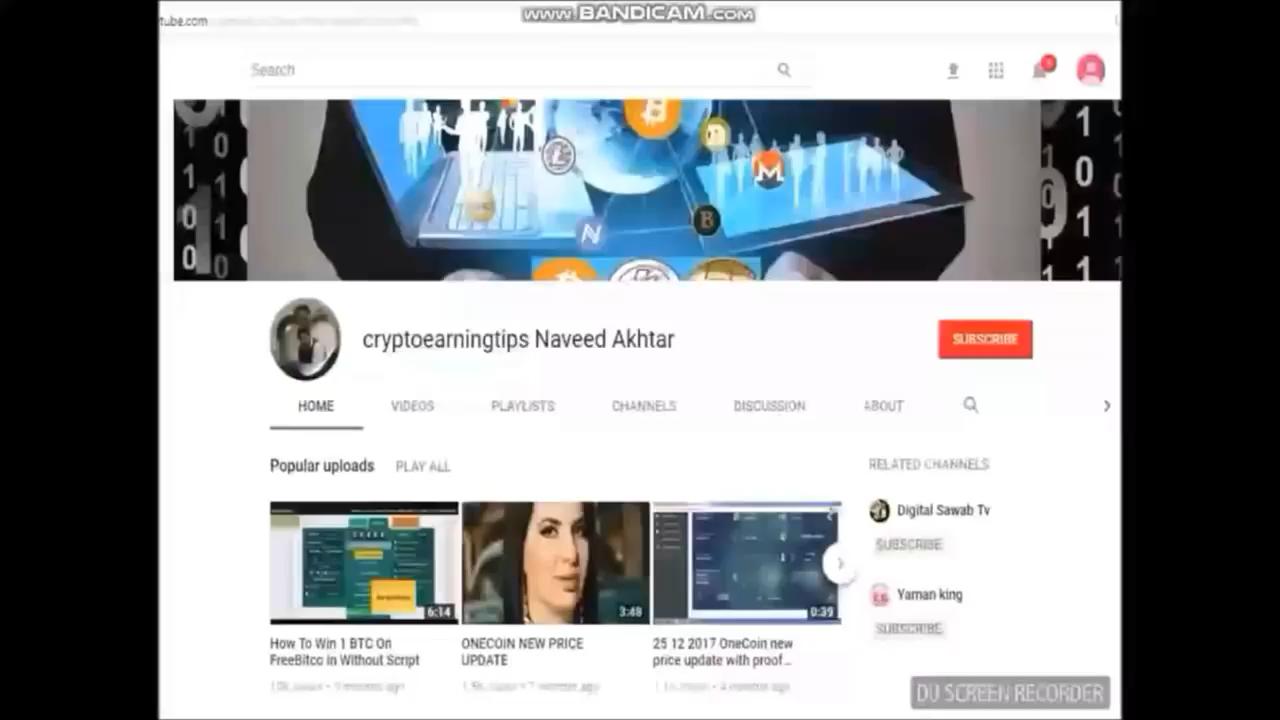 www.BANDICAM.com
tube.com
Search
cryptoearningtips Naveed Akhtar
SUBSCRIBE
HOME
VIDEOS
PLAYLISTS
CHANNELS
DISCUSSION
ABOUT
Popular uploads
PLAY ALL
RELATED CHANNELS
Digital Sawab Tv
SUBSCRIBE
Yaman king
SUBSCRIBE
6:14
3:48
0:39
How To Win 1 BTC On
FreeBitco in Without Script
ONECOIN NEW PRICE
UPDATE
25 12 2017 OneCoin new
price update with proof...
DU SCREEN RECORDER